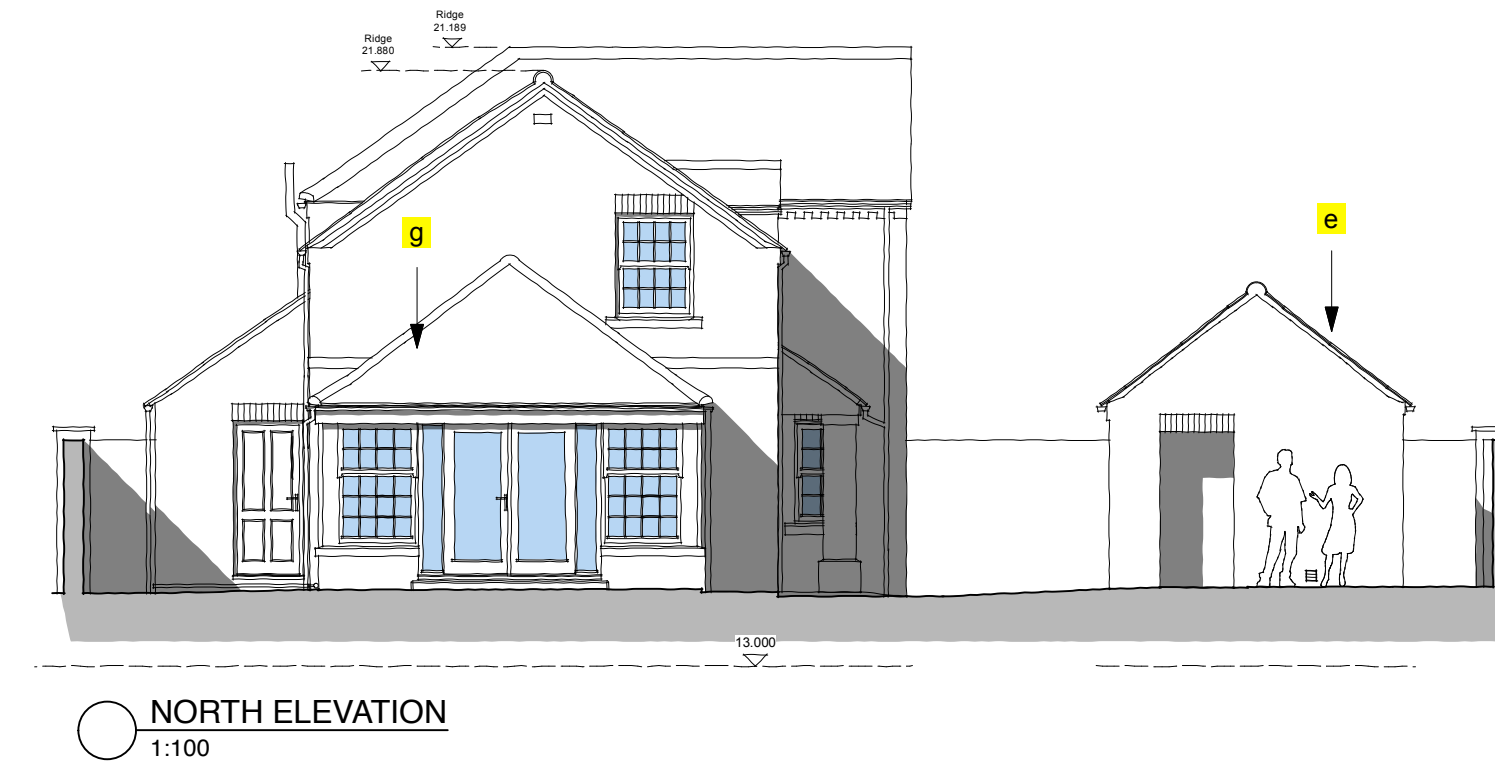 Ridge
21.189
Ridge
21.880
g
e
13.000
NORTH ELEVATION
1:100